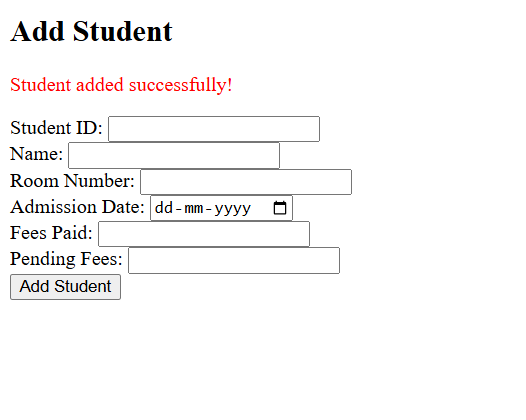 Add Student
Student added successfully!
Student ID:
Name:
Room Number:
Admission Date: dd-mm-yyyy
Fees Paid:
Pending Fees:
Add Student